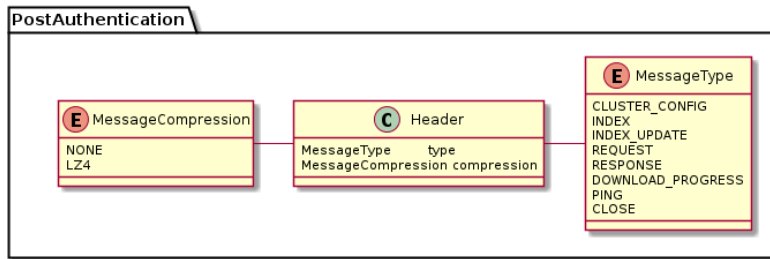 PostAuthentication
E MessageCompression
NONE
LZ4
C Header
MessageType type
MessageCompression compression
E MessageType
CLUSTER_CONFIG
INDEX
INDEX_UPDATE
REQUEST
RESPONSE
DOWNLOAD_PROGRESS
PING
CLOSE